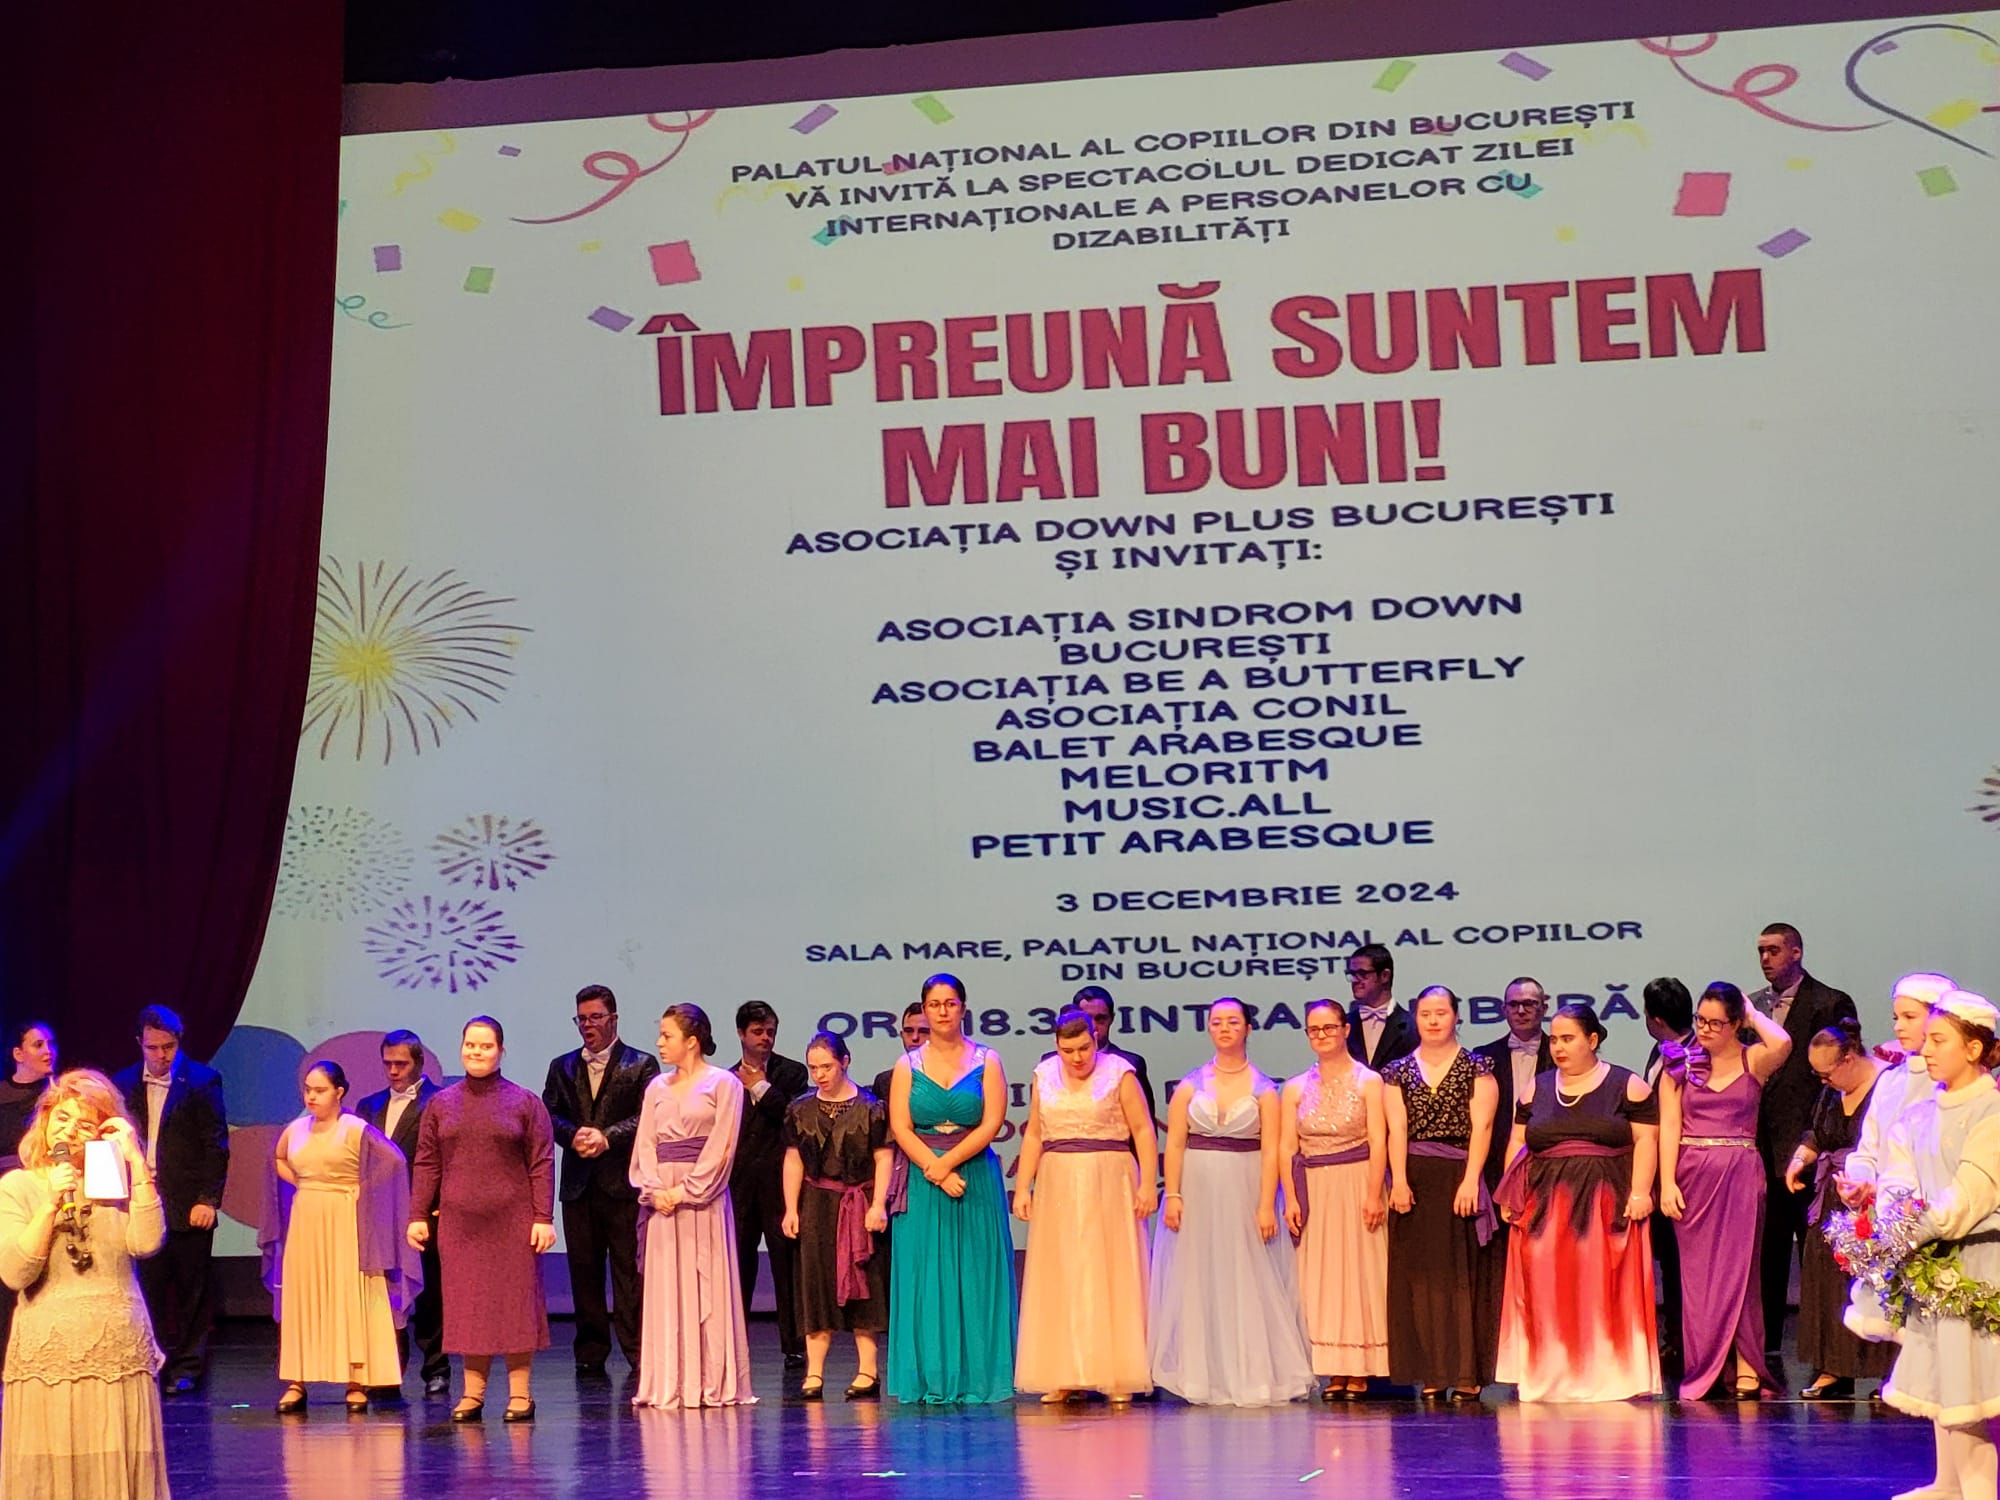 PALATUL NAȚIONAL AL COPIILOR DIN BUCUREȘTI
VĂ INVITĂ LA SPECTACOLUL DEDICAT ZILEI
INTERNAȚIONALE A PERSOANELOR CU
DIZABILITĂȚI
ÎMPREUNĂ SUNTEM
MAI BUNI!
ASOCIAȚIA DOWN PLUS BUCUREȘTI
ȘI INVITAȚI:
ASOCIAȚIA SINDROM DOWN
BUCUREȘTI
ASOCIAȚIA BE A BUTTERFLY
ASOCIAȚIA CONIL
BALET ARABESQUE
MELORITM
MUSIC.ALL
PETIT ARABESQUE
3 DECEMBRIE 2024
SALA MARE, PALATUL NAȚIONAL AL COPIILOR
DIN BUCUREȘTI